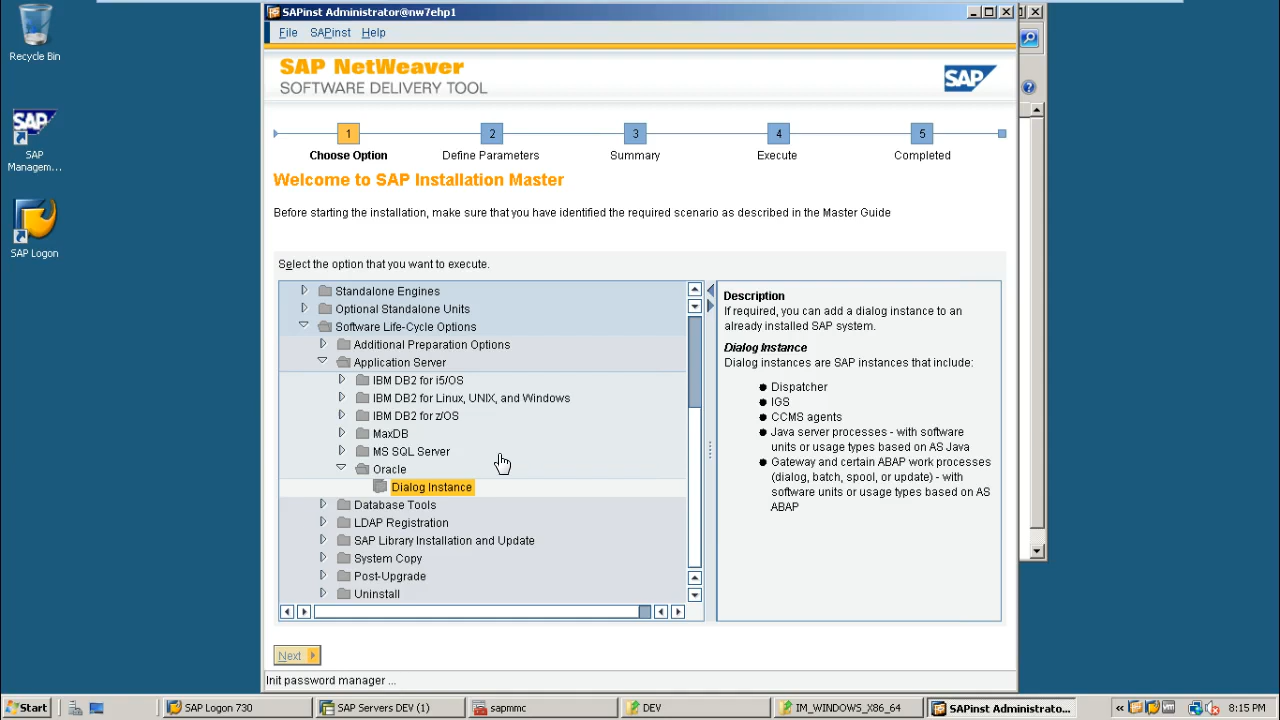 SAPinst Administrator@nw7ehp1
File SAPinst Help
SAP NetWeaver
SOFTWARE DELIVERY TOOL
SAP
1 2 3 4 5
Choose Option Define Parameters Summary Execute Completed
Welcome to SAP Installation Master
Before starting the installation, make sure that you have identified the required scenario as described in the Master Guide
Select the option that you want to execute.
Standalone Engines
Optional Standalone Units
Software Life-Cycle Options
Additional Preparation Options
Application Server
IBM DB2 for i5/OS
IBM DB2 for Linux, UNIX, and Windows
IBM DB2 for z/OS
MaxDB
MS SQL Server
Oracle
Dialog Instance
Database Tools
LDAP Registration
SAP Library Installation and Update
System Copy
Post-Upgrade
Uninstall
Description
If required, you can add a dialog instance to an
already installed SAP system.
Dialog Instance
Dialog instances are SAP instances that include:
Dispatcher
IGS
CCMS agents
Java server processes - with software
units or usage types based on AS Java
Gateway and certain ABAP work processes
(dialog, batch, spool, or update) - with
software units or usage types based on AS
ABAP
Next
Init password manager ...
Recycle Bin
SAP
SAP
Managem...
SAP Logon
Start
SAP Logon 730
SAP Servers DEV (1)
sapmmc
DEV
IM_WINDOWS_X86_64
SAPinst Administrato...
8:15 PM